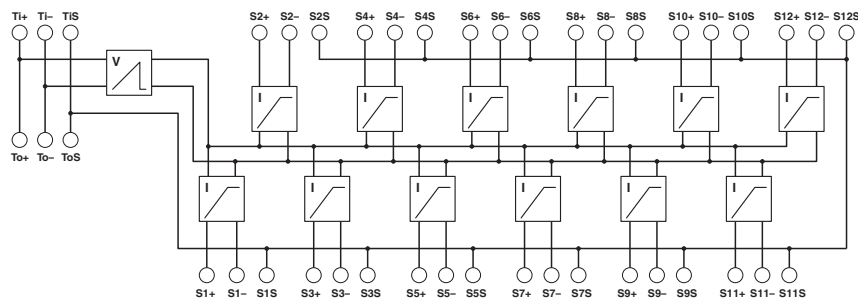 Ti+ Ti– TiS S2+ S2– S2S S4+ S4– S4S S6+ S6– S6S S8+ S8– S8S S10+ S10– S10S S12+ S12– S12S
V
I I I I I I
To+ To– ToS
I I I I I I
S1+ S1– S1S S3+ S3– S3S S5+ S5– S5S S7+ S7– S7S S9+ S9– S9S S11+ S11– S11S